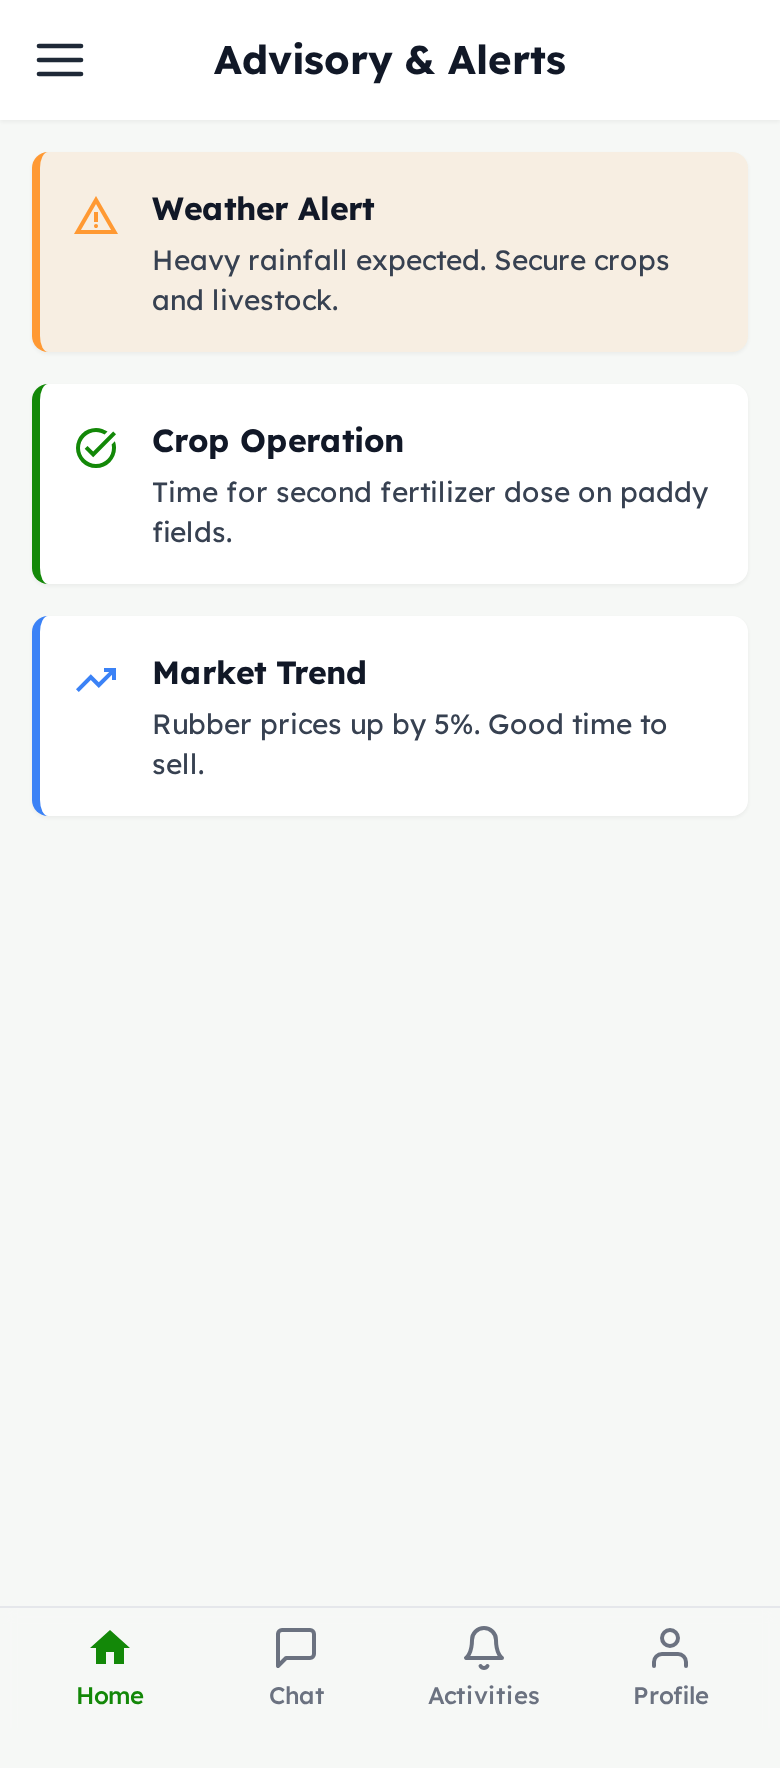 Advisory & Alerts
Weather Alert
Heavy rainfall expected. Secure crops
and livestock.
Crop Operation
Time for second fertilizer dose on paddy
fields.
Market Trend
Rubber prices up by 5%. Good time to
sell.
Home
Chat
Activities
Profile